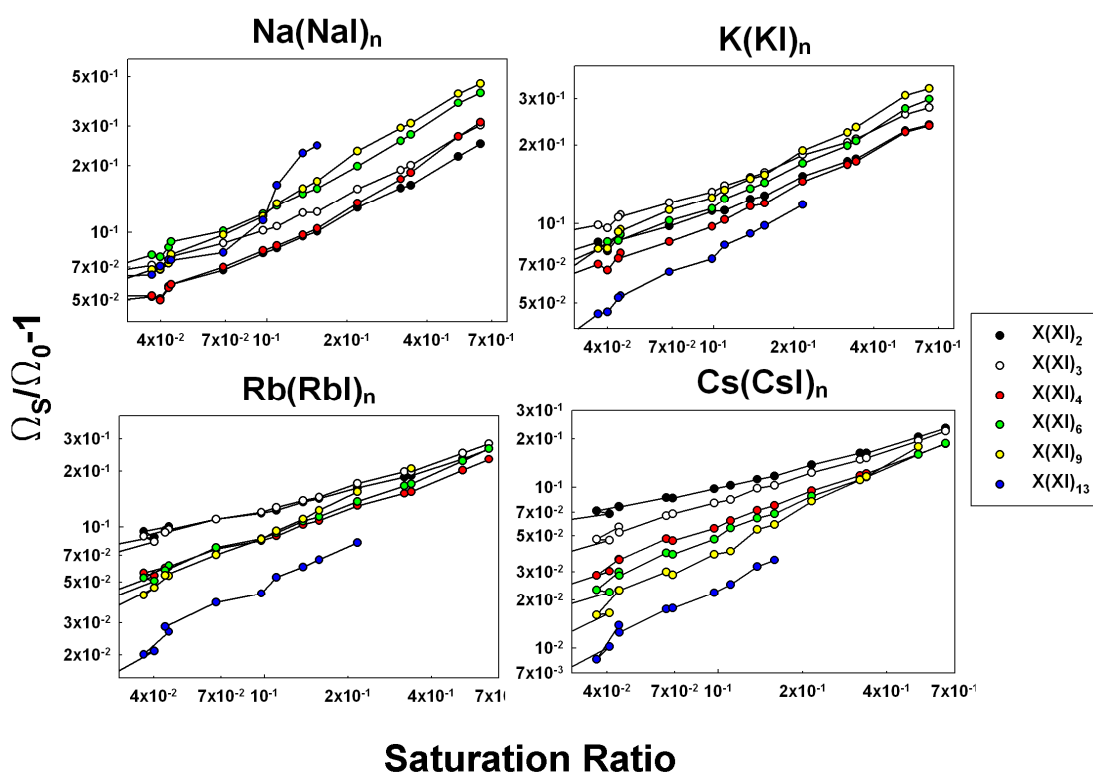 Na(NaI)n
5x10⁻¹
3x10⁻¹
2x10⁻¹
10⁻¹
7x10⁻²
5x10⁻²
4x10⁻² 7x10⁻² 10⁻¹ 2x10⁻¹ 4x10⁻¹ 7x10⁻¹
K(KI)n
3x10⁻¹
2x10⁻¹
10⁻¹
7x10⁻²
5x10⁻²
4x10⁻² 7x10⁻² 10⁻¹ 2x10⁻¹ 4x10⁻¹ 7x10⁻¹
ΩS/Ω0-1
Rb(RbI)n
3x10⁻¹
2x10⁻¹
10⁻¹
7x10⁻²
5x10⁻²
3x10⁻²
2x10⁻²
4x10⁻² 7x10⁻² 10⁻¹ 2x10⁻¹ 4x10⁻¹ 7x10
Cs(CsI)n
3x10⁻¹
2x10⁻¹
10⁻¹
7x10⁻²
5x10⁻²
3x10⁻²
2x10⁻²
10⁻²
7x10⁻³
4x10⁻² 7x10⁻² 10⁻¹ 2x10⁻¹ 4x10⁻¹ 7x10⁻¹
X(XI)₂
X(XI)₃
X(XI)₄
X(XI)₆
X(XI)₉
X(XI)₁₃
Saturation Ratio